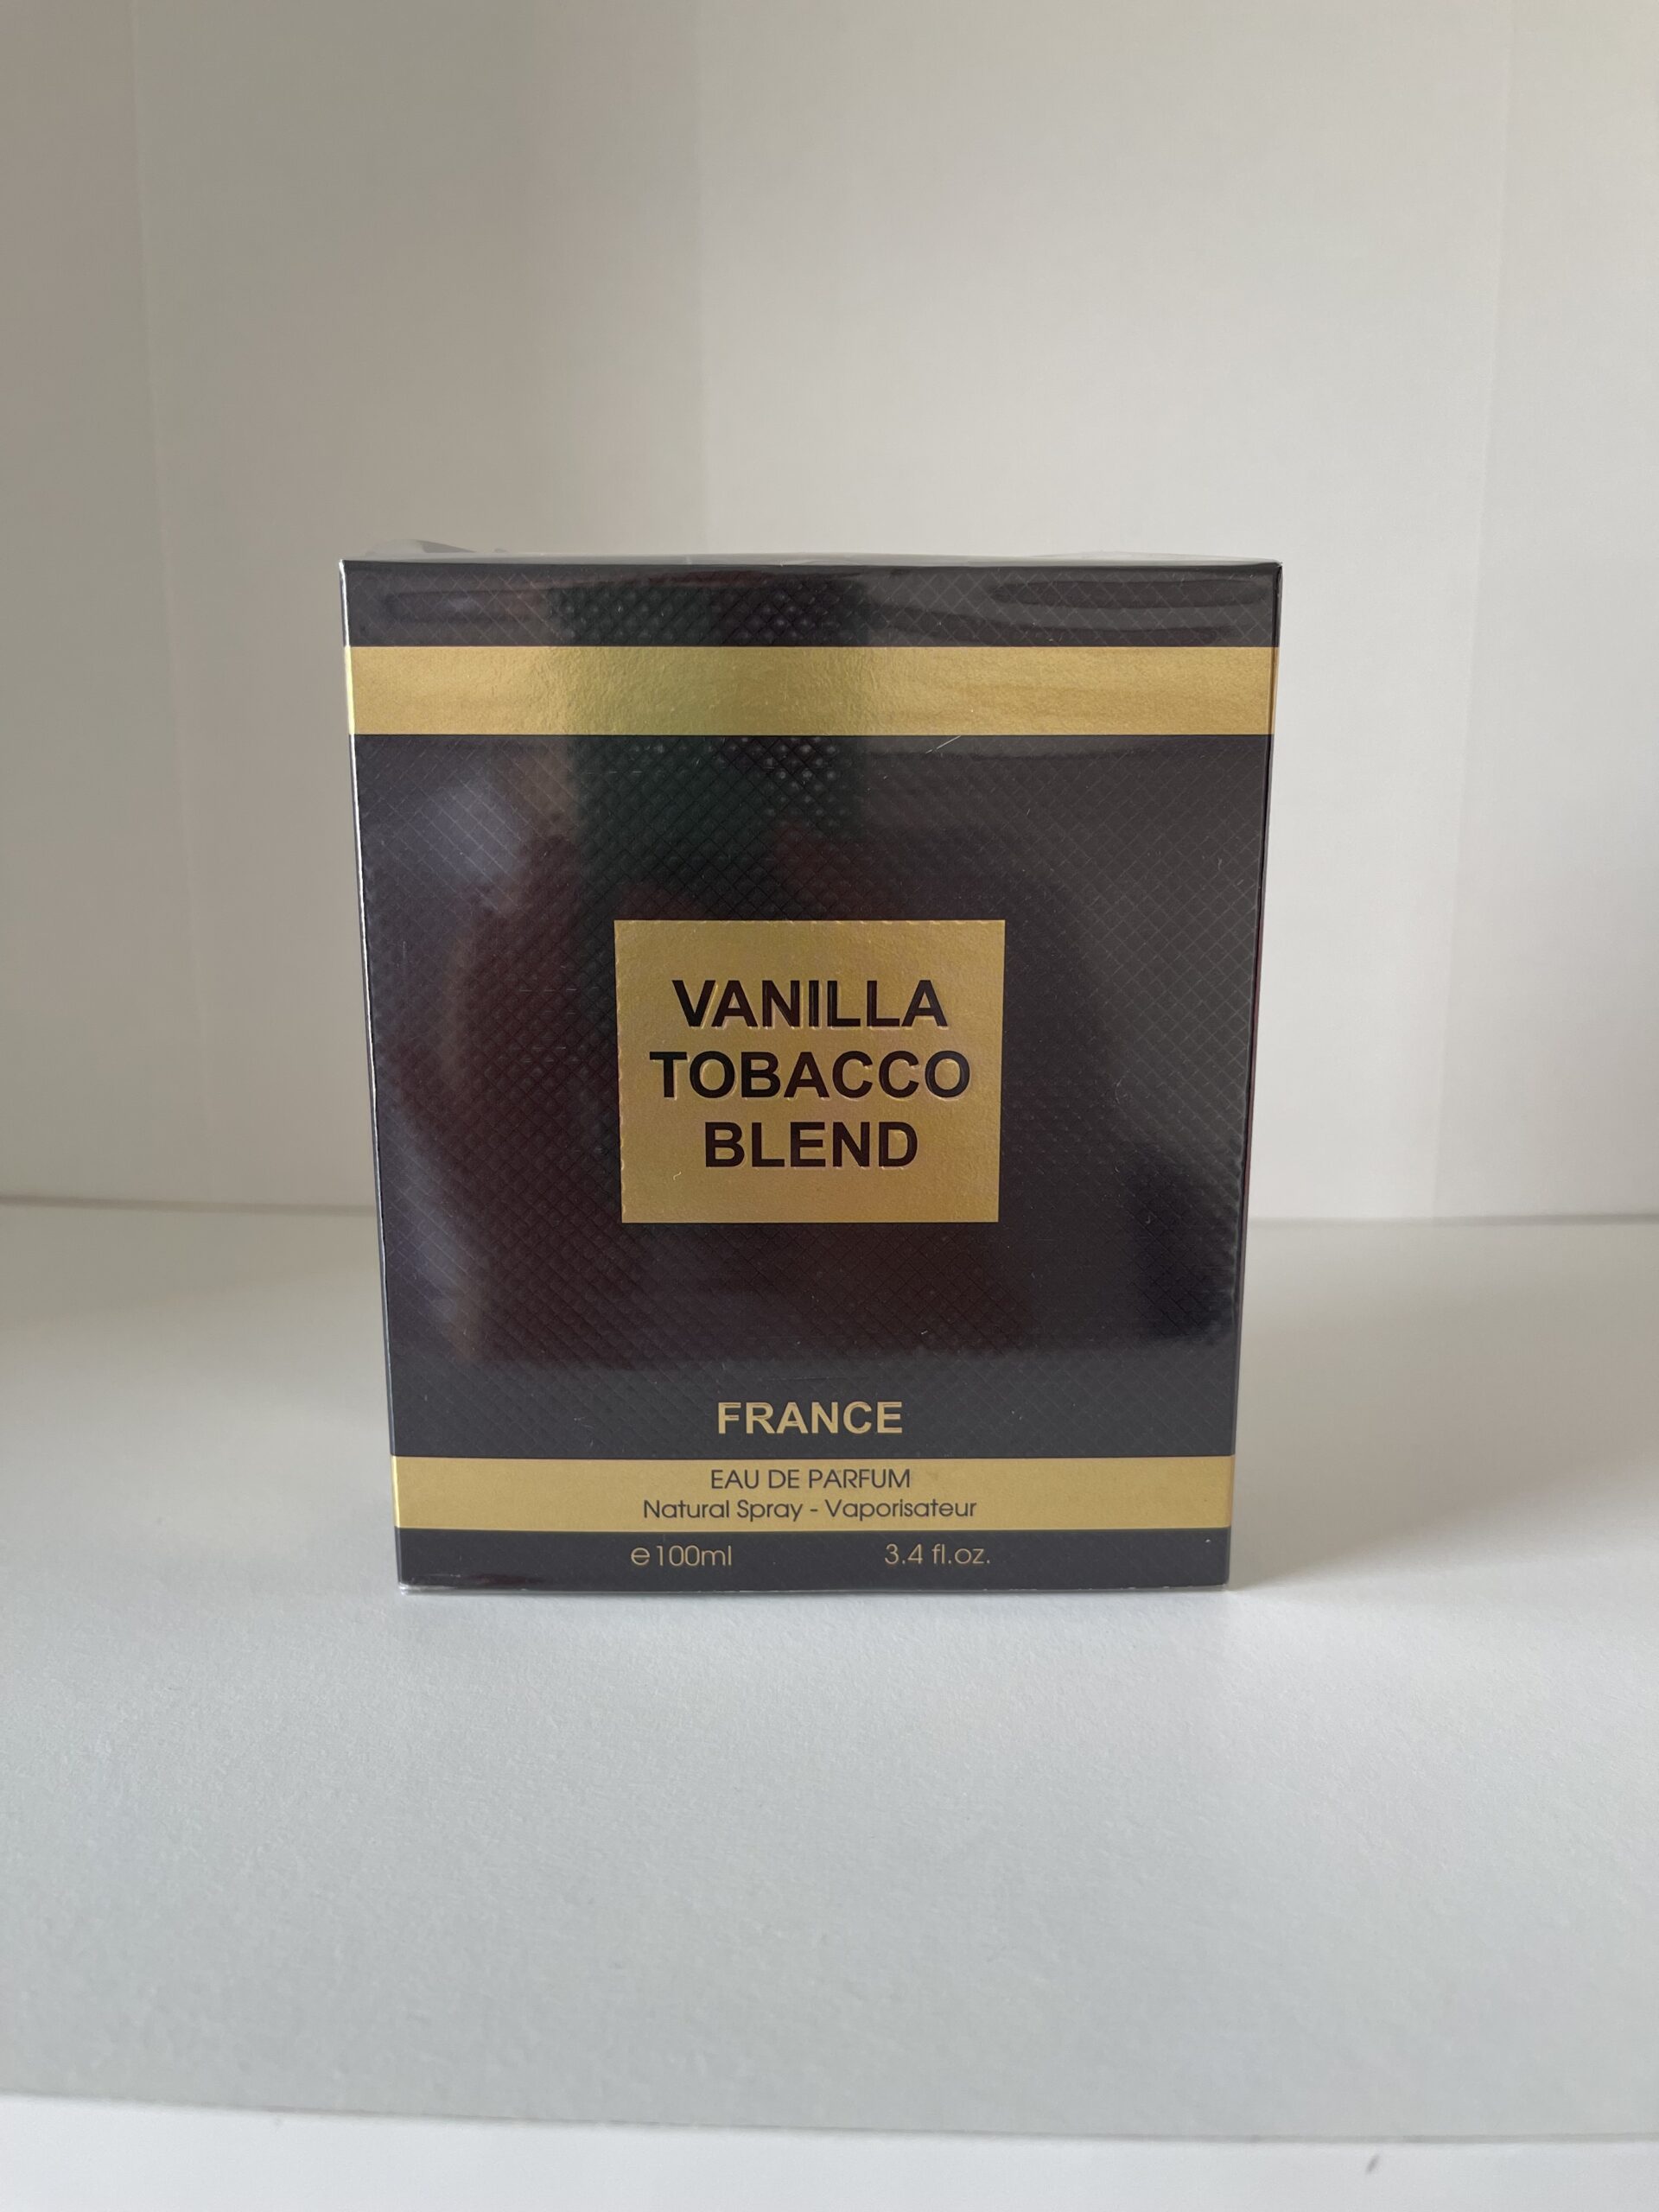 VANILLA
TOBACCO
BLEND
FRANCE
EAU DE PARFUM
Natural Spray - Vaporisateur
℮100ml 3.4 fl.oz.